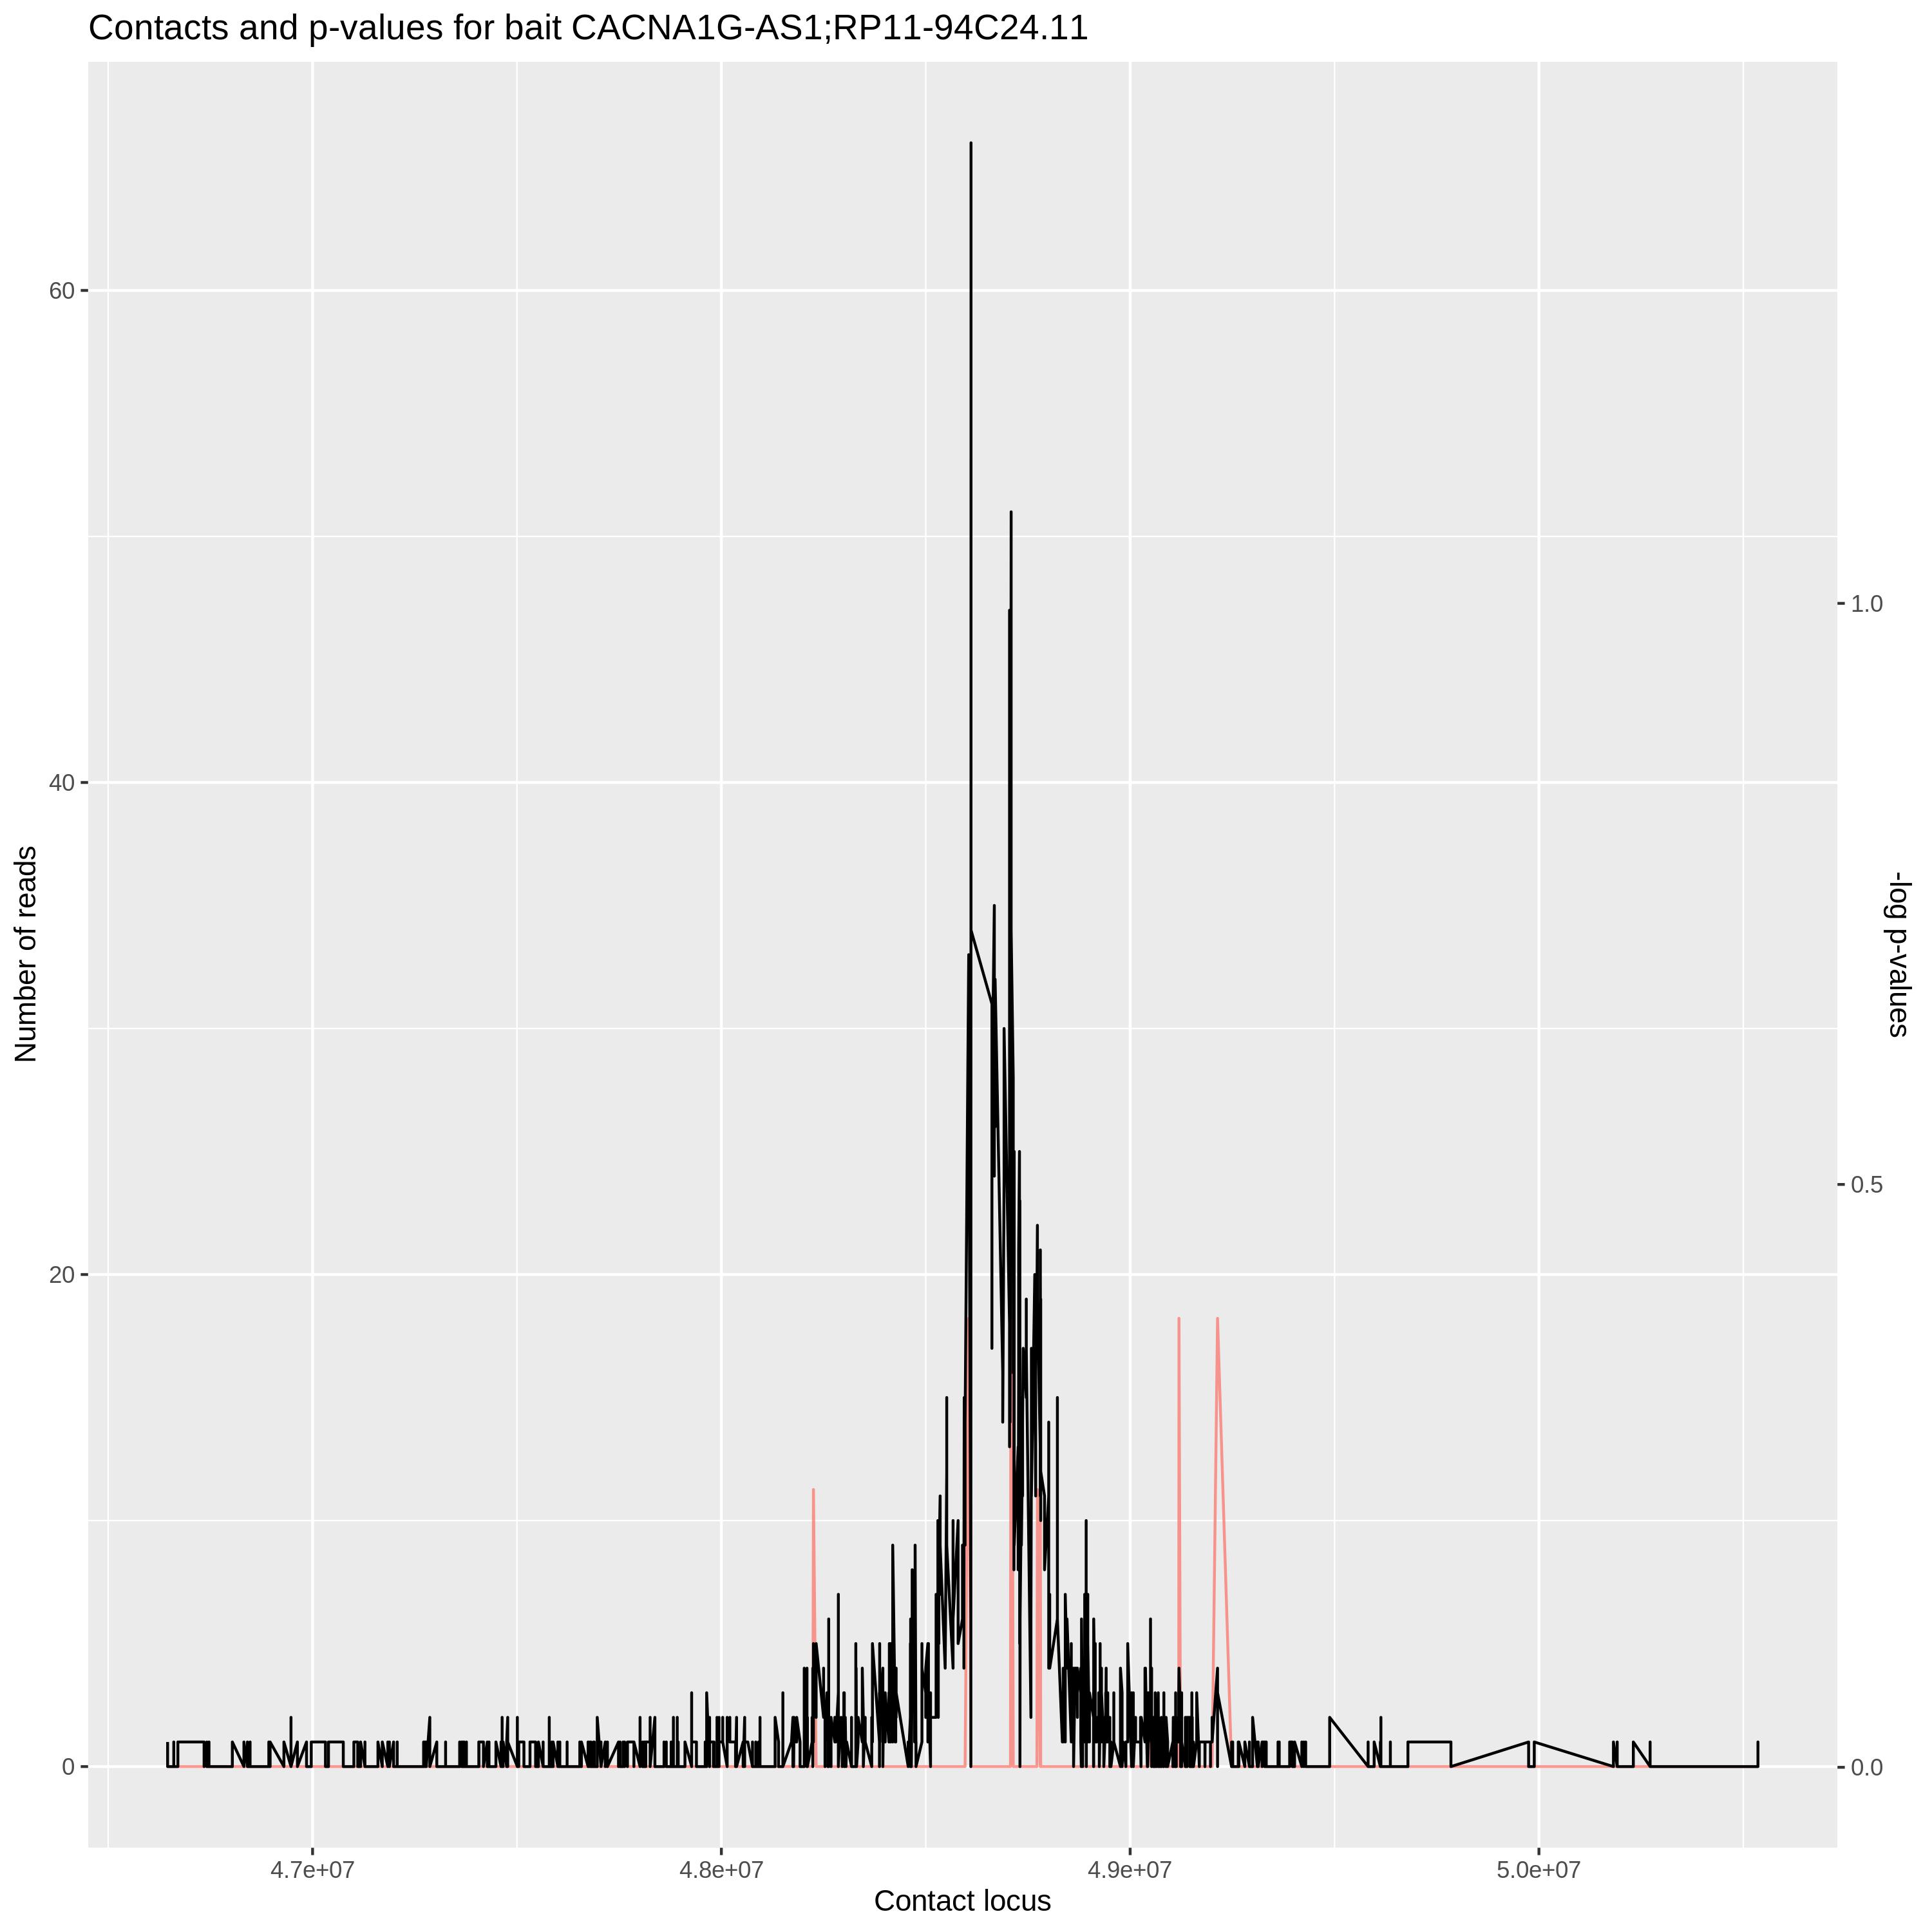 Contacts and p-values for bait CACNA1G-AS1;RP11-94C24.11
60
40
20
0
Number of reads
1.0
0.5
0.0
-log p-values
4.7e+07 4.8e+07 4.9e+07 5.0e+07
Contact locus